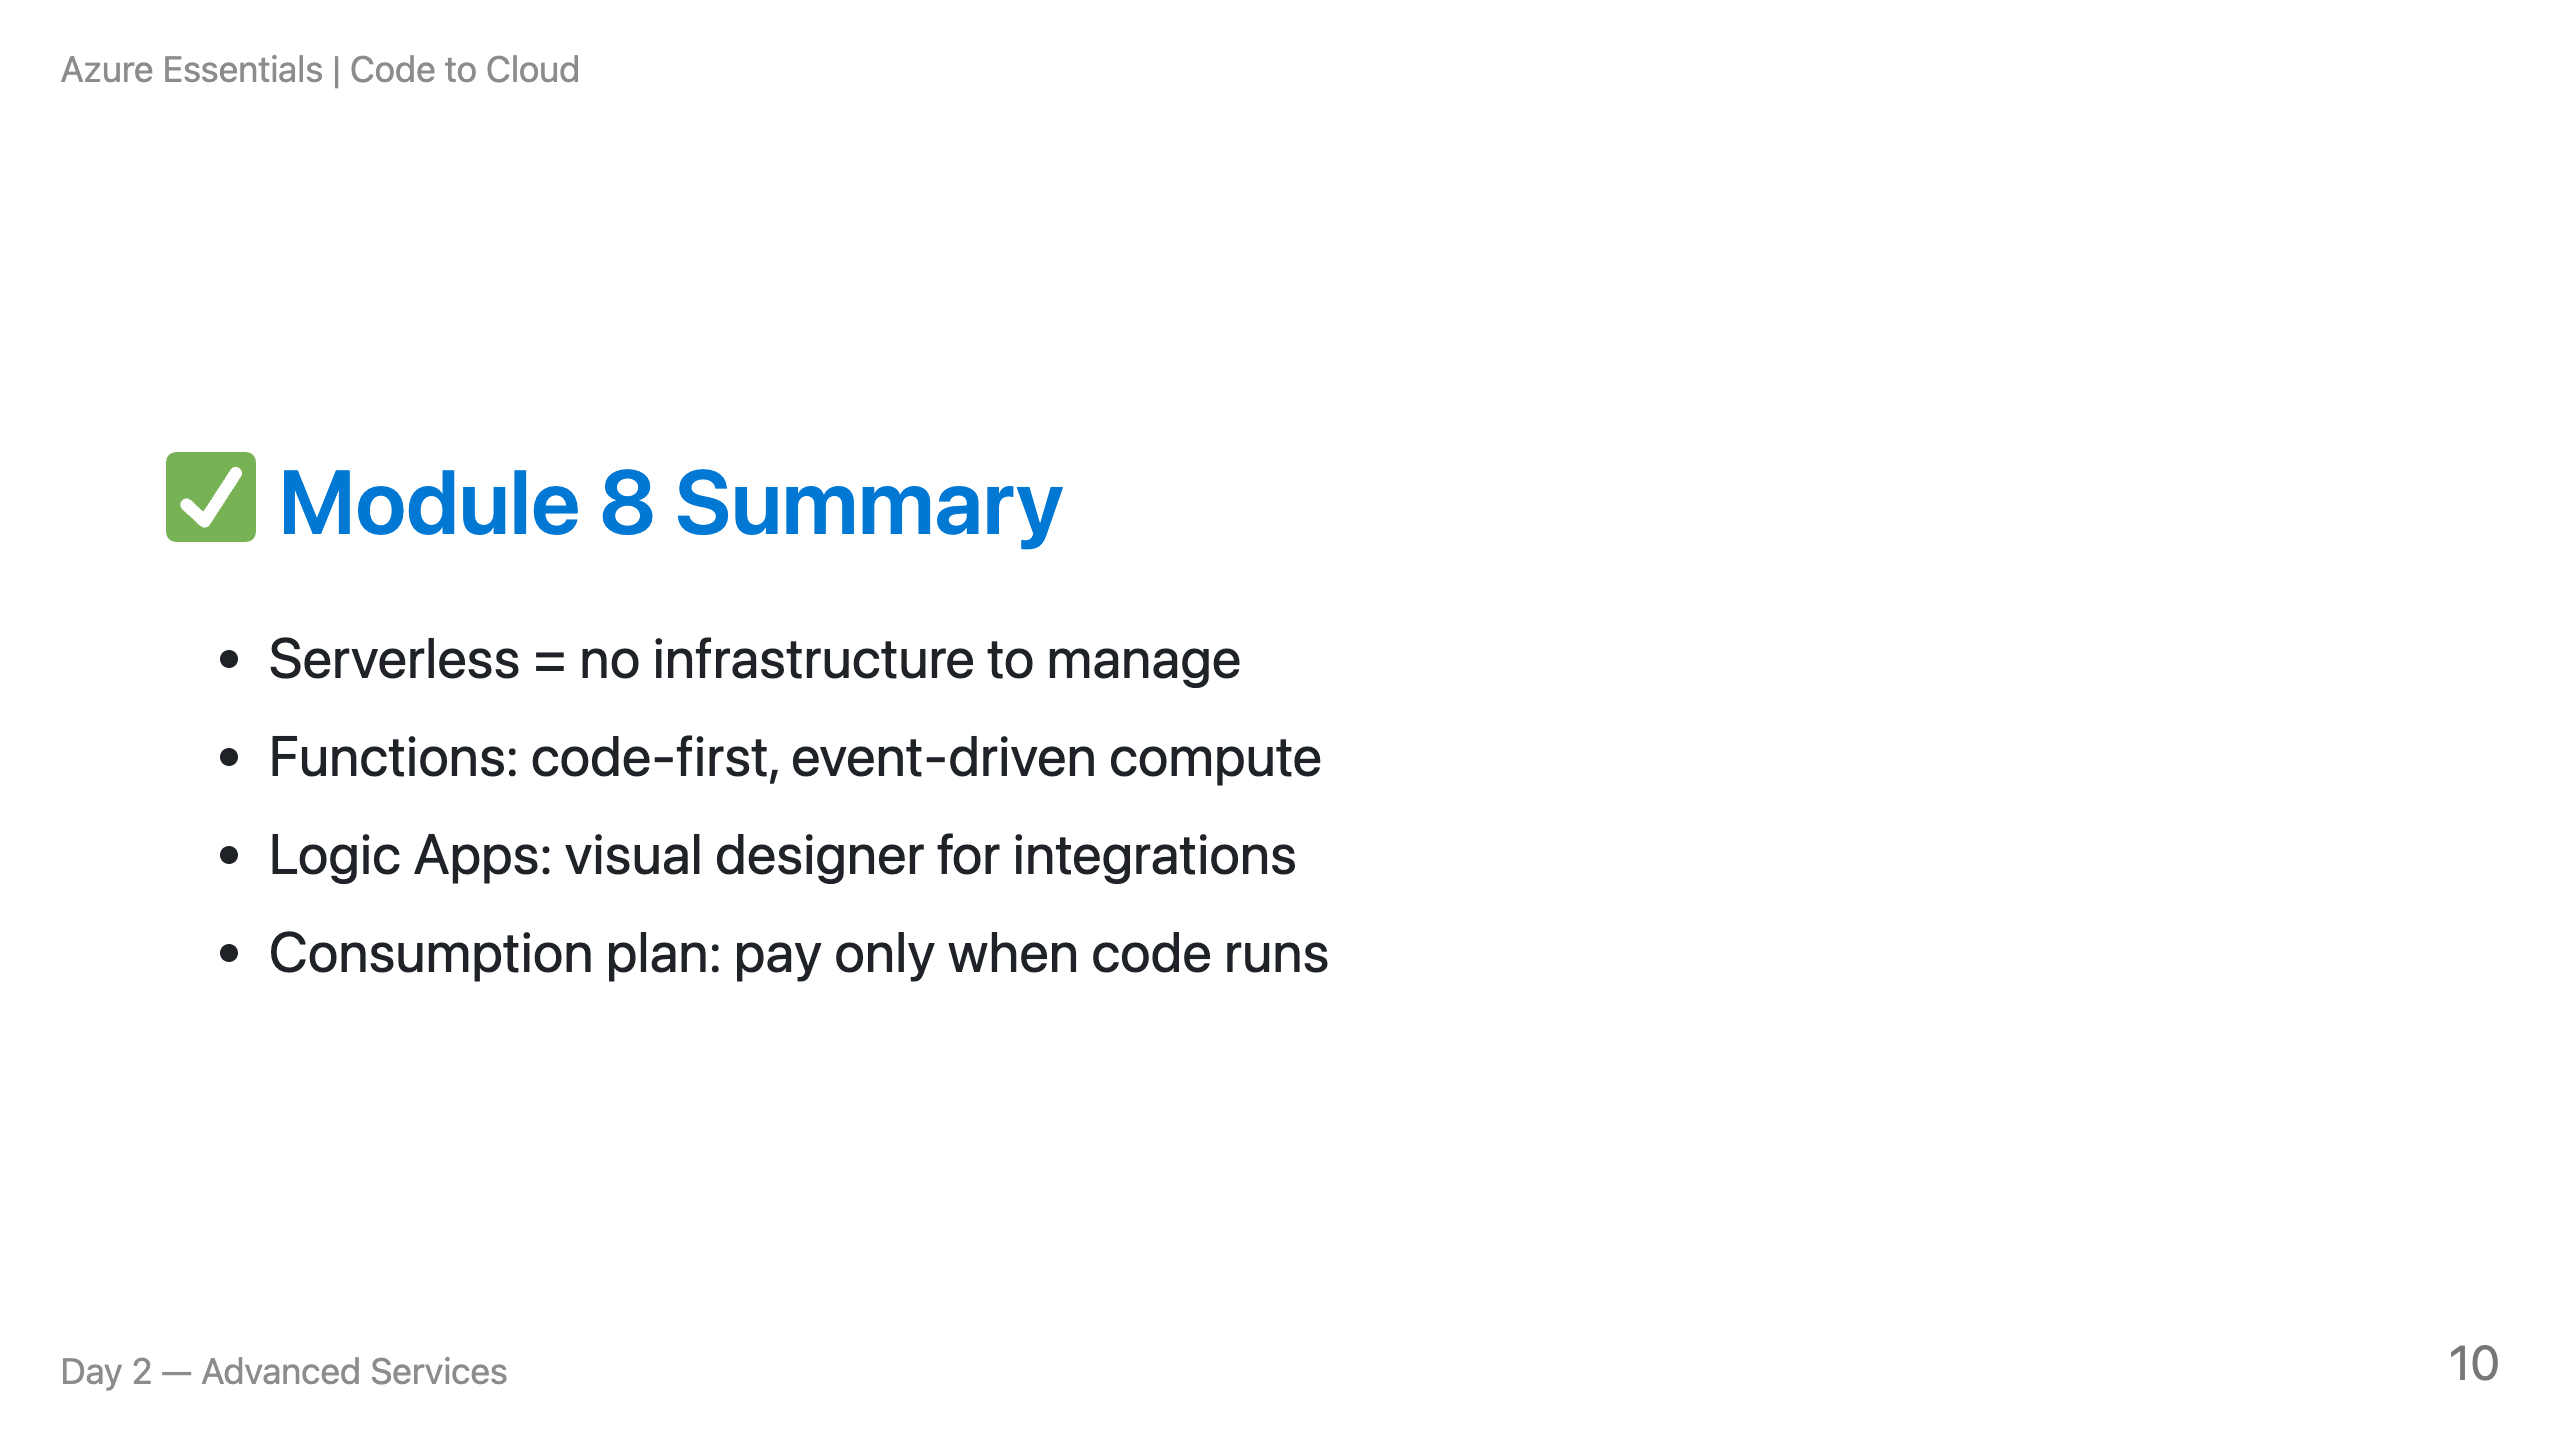 Azure Essentials | Code to Cloud
✅ Module 8 Summary
• Serverless = no infrastructure to manage
• Functions: code-first, event-driven compute
• Logic Apps: visual designer for integrations
• Consumption plan: pay only when code runs
Day 2 — Advanced Services
10